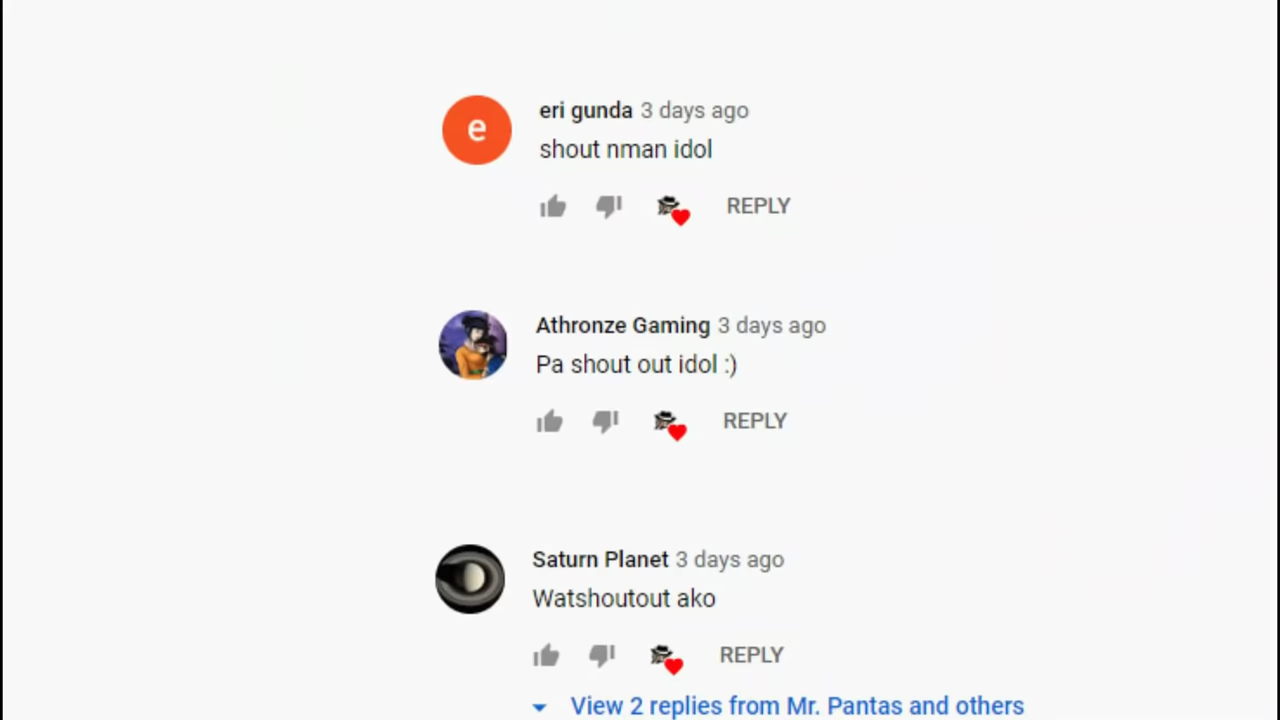 e
eri gunda 3 days ago
shout nman idol
REPLY
Athronze Gaming 3 days ago
Pa shout out idol :)
REPLY
Saturn Planet 3 days ago
Watshoutout ako
REPLY
View 2 replies from Mr. Pantas and others